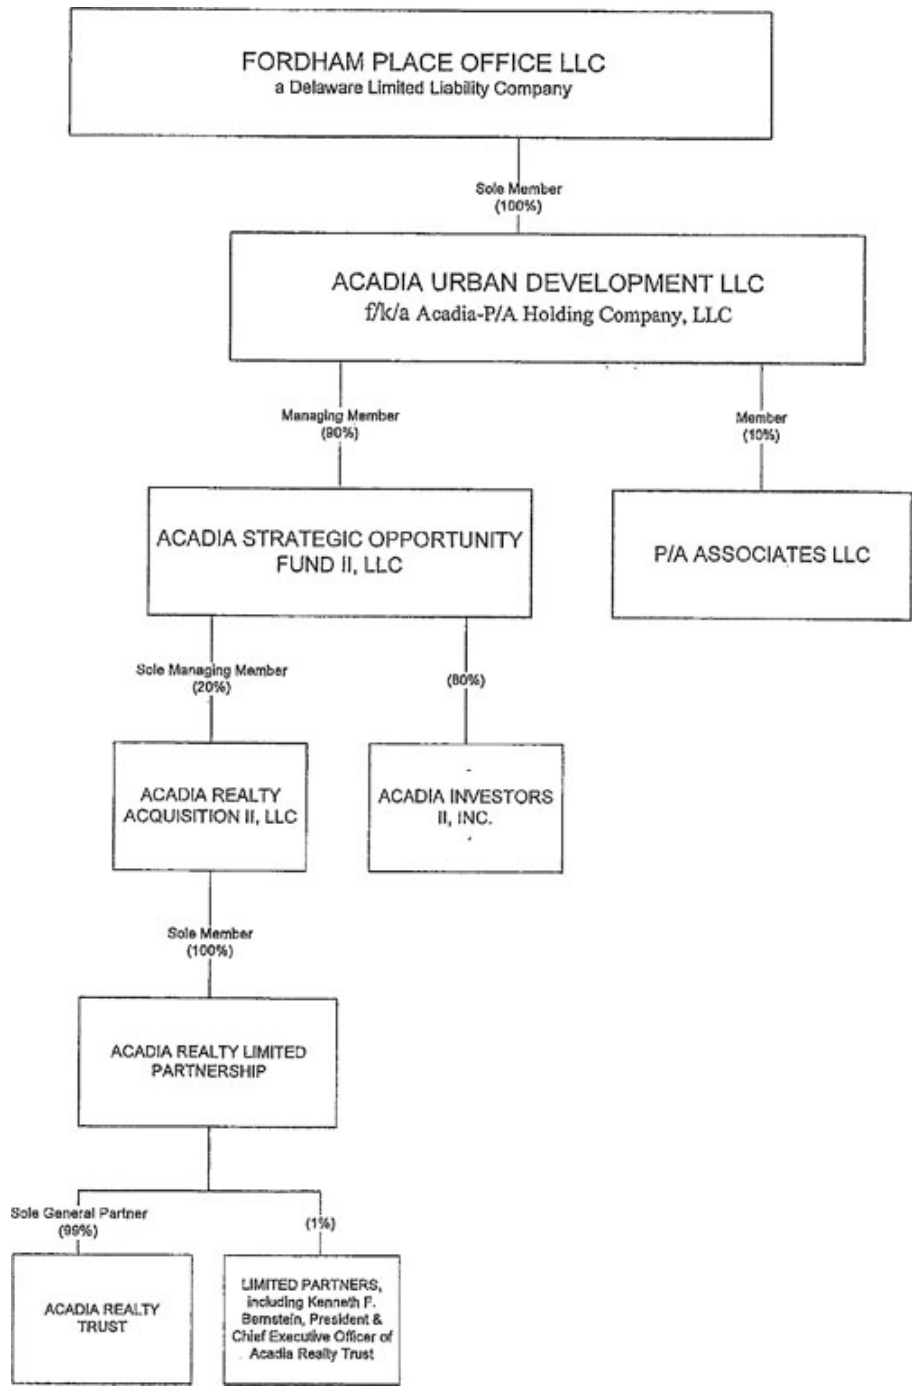 FORDHAM PLACE OFFICE LLC
a Delaware Limited Liability Company
Sole Member
(100%)
ACADIA URBAN DEVELOPMENT LLC
f/k/a Acadia-P/A Holding Company, LLC
Managing Member
(90%)
Member
(10%)
ACADIA STRATEGIC OPPORTUNITY
FUND II, LLC
P/A ASSOCIATES LLC
Sole Managing Member
(20%)
(80%)
ACADIA REALTY
ACQUISITION II, LLC
ACADIA INVESTORS
II, INC.
Sole Member
(100%)
ACADIA REALTY LIMITED
PARTNERSHIP
Sole General Partner
(99%)
(1%)
ACADIA REALTY
TRUST
LIMITED PARTNERS,
including Kenneth F.
Bernstein, President &
Chief Executive Officer of
Acadia Realty Trust